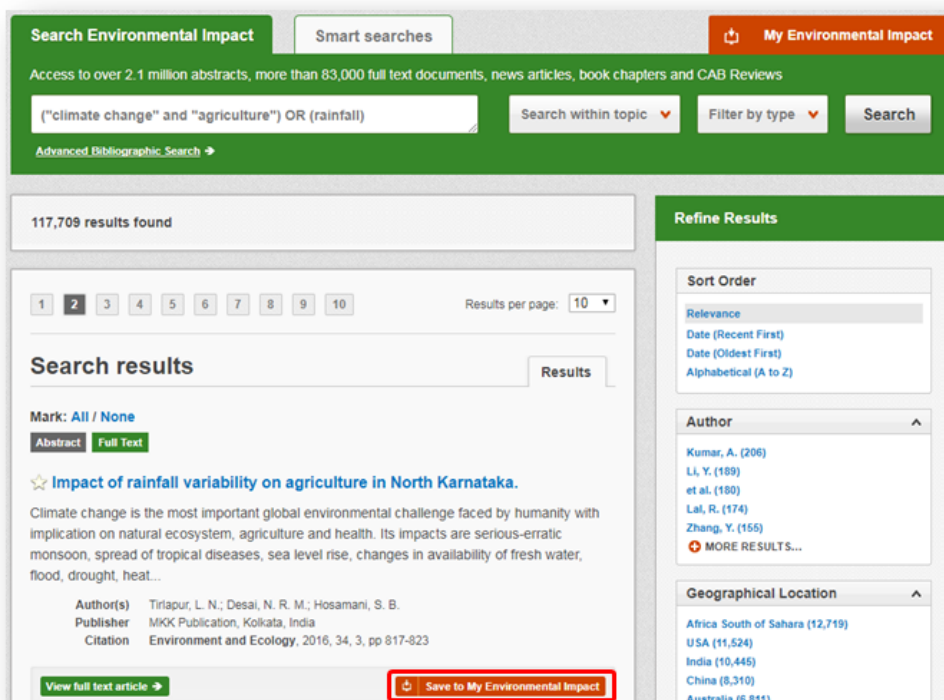 Search Environmental Impact
Smart searches
My Environmental Impact
Access to over 2.1 million abstracts, more than 83,000 full text documents, news articles, book chapters and CAB Reviews
("climate change" and "agriculture") OR (rainfall)
Search within topic
Filter by type
Search
Advanced Bibliographic Search
117,709 results found
1 2 3 4 5 6 7 8 9 10
Results per page: 10
Search results
Results
Mark: All / None
Abstract Full Text
Impact of rainfall variability on agriculture in North Karnataka.
Climate change is the most important global environmental challenge faced by humanity with
implication on natural ecosystem, agriculture and health. Its impacts are serious-erratic
monsoon, spread of tropical diseases, sea level rise, changes in availability of fresh water,
flood, drought, heat...
Author(s) Tirlapur, L. N.; Desai, N. R. M.; Hosamani, S. B.
Publisher MKK Publication, Kolkata, India
Citation Environment and Ecology, 2016, 34, 3, pp 817-823
View full text article
Save to My Environmental Impact
Refine Results
Sort Order
Relevance
Date (Recent First)
Date (Oldest First)
Alphabetical (A to Z)
Author
Kumar, A. (206)
Li, Y. (189)
et al. (180)
Lal, R. (174)
Zhang, Y. (155)
MORE RESULTS...
Geographical Location
Africa South of Sahara (12,719)
USA (11,524)
India (10,445)
China (8,310)
Australia (6,811)